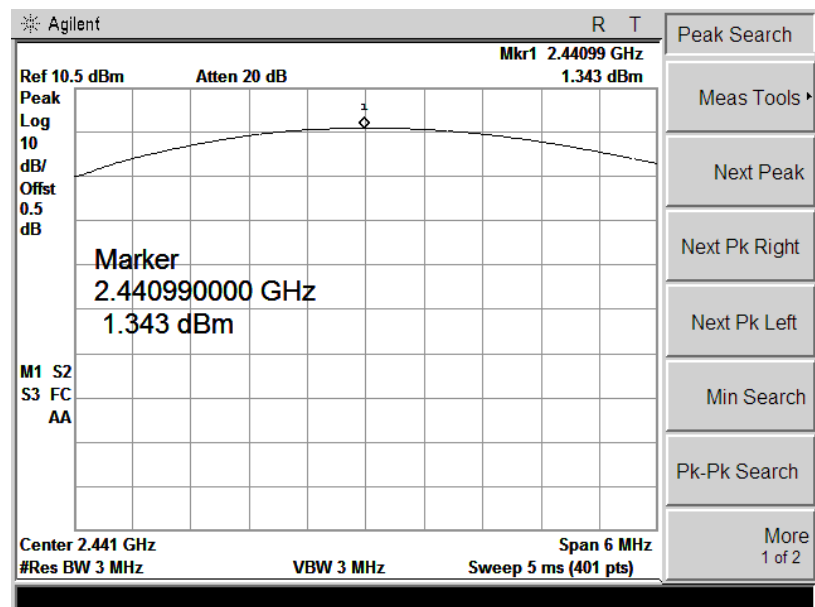 Agilent R T
Mkr1 2.44099 GHz
Ref 10.5 dBm Atten 20 dB 1.343 dBm
Peak
Log
10
dB/
Offst
0.5
dB
1
Marker
2.440990000 GHz
1.343 dBm
M1 S2
S3 FC
AA
Center 2.441 GHz Span 6 MHz
#Res BW 3 MHz VBW 3 MHz Sweep 5 ms (401 pts)
Peak Search
Meas Tools
Next Peak
Next Pk Right
Next Pk Left
Min Search
Pk-Pk Search
More
1 of 2